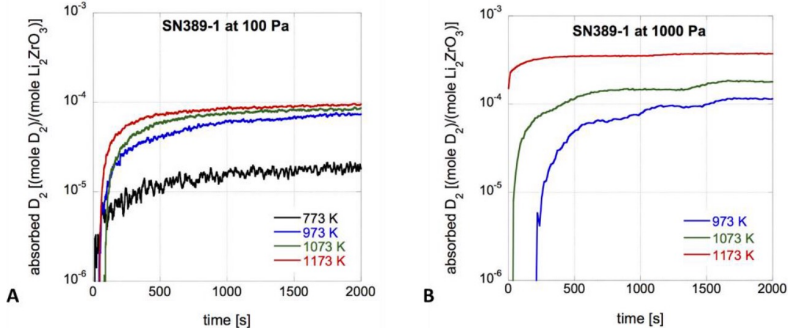 SN389-1 at 100 Pa
absorbed D2 [(mole D2)/(mole Li2ZrO3)]
10-3
10-4
10-5
10-6
773 K
973 K
1073 K
1173 K
0
500
1000
1500
2000
time [s]
A
SN389-1 at 1000 Pa
absorbed D2 [(mole D2)/(mole Li2ZrO3)]
10-3
10-4
10-5
10-6
973 K
1073 K
1173 K
0
500
1000
1500
2000
time [s]
B